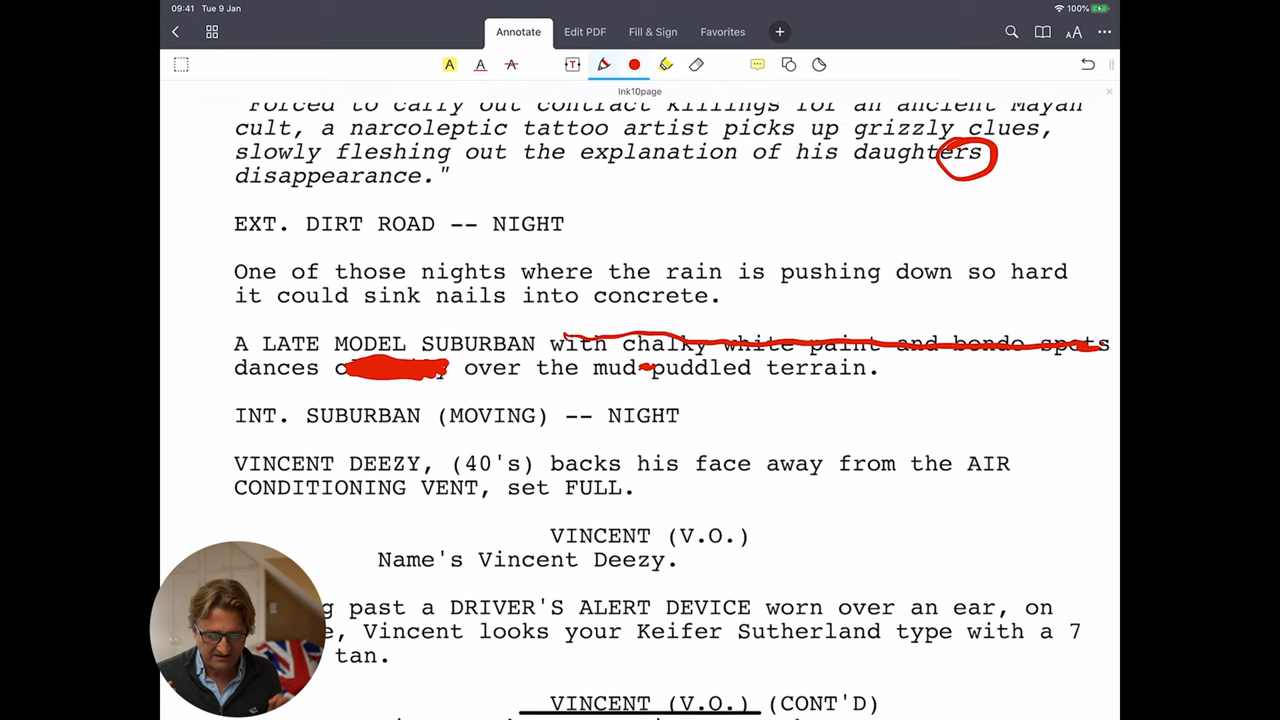 09:41 Tue 9 Jan
100%
Annotate Edit PDF Fill & Sign Favorites
A A A T
Ink10page
"Forced to carry out contract killings for an ancient Mayan
cult, a narcoleptic tattoo artist picks up grizzly clues,
slowly fleshing out the explanation of his daughters
disappearance."
EXT. DIRT ROAD -- NIGHT
One of those nights where the rain is pushing down so hard
it could sink nails into concrete.
A LATE MODEL SUBURBAN with chalky white paint and bondo spots
dances over the mud-puddled terrain.
INT. SUBURBAN (MOVING) -- NIGHT
VINCENT DEEZY, (40's) backs his face away from the AIR
CONDITIONING VENT, set FULL.
VINCENT (V.O.)
Name's Vincent Deezy.
past a DRIVER'S ALERT DEVICE worn over an ear, on
Vincent looks your Keifer Sutherland type with a 7
tan.
VINCENT (V.O.) (CONT'D)